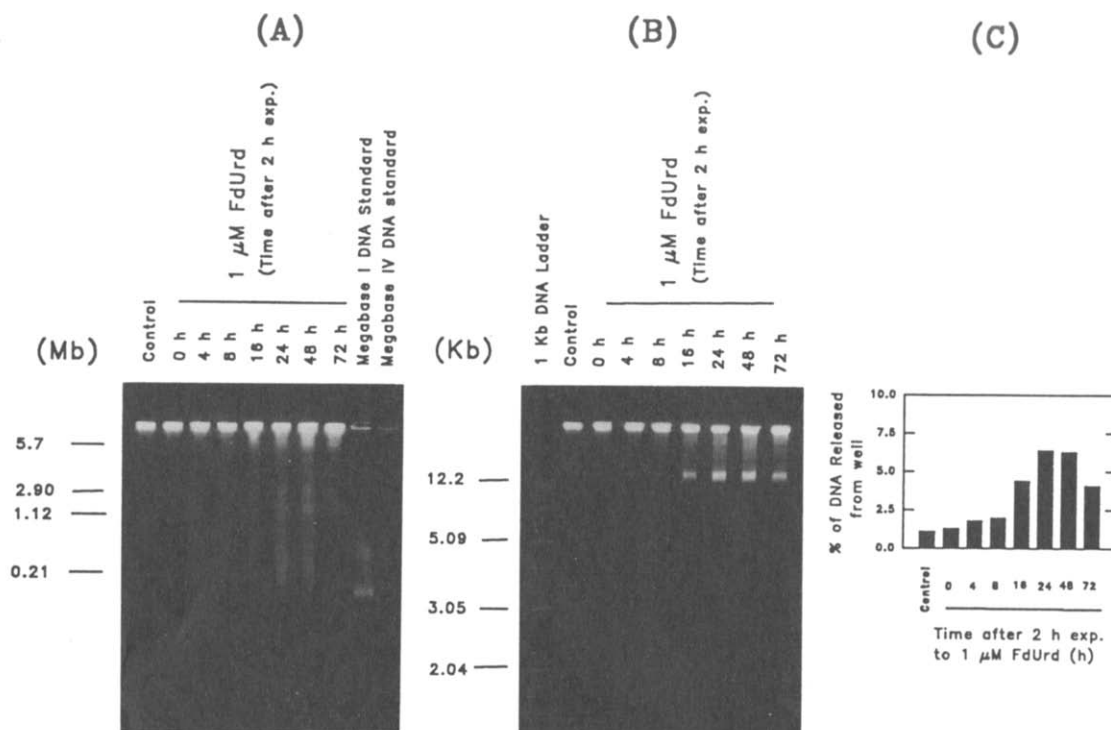 (A)
1 μM FdUrd
(Time after 2 h exp.)
Control
0 h
4 h
8 h
16 h
24 h
48 h
72 h
Megabase I DNA Standard
Megabase IV DNA standard
(Mb)
5.7
2.90
1.12
0.21
(B)
1 μM FdUrd
(Time after 2 h exp.)
1 Kb DNA Ladder
Control
0 h
4 h
8 h
16 h
24 h
48 h
72 h
(Kb)
12.2
5.09
3.05
2.04
(C)
% of DNA Released
from well
10.0
7.5
5.0
2.5
0.0
Control
0
4
8
16
24
48
72
Time after 2 h exp.
to 1 μM FdUrd (h)